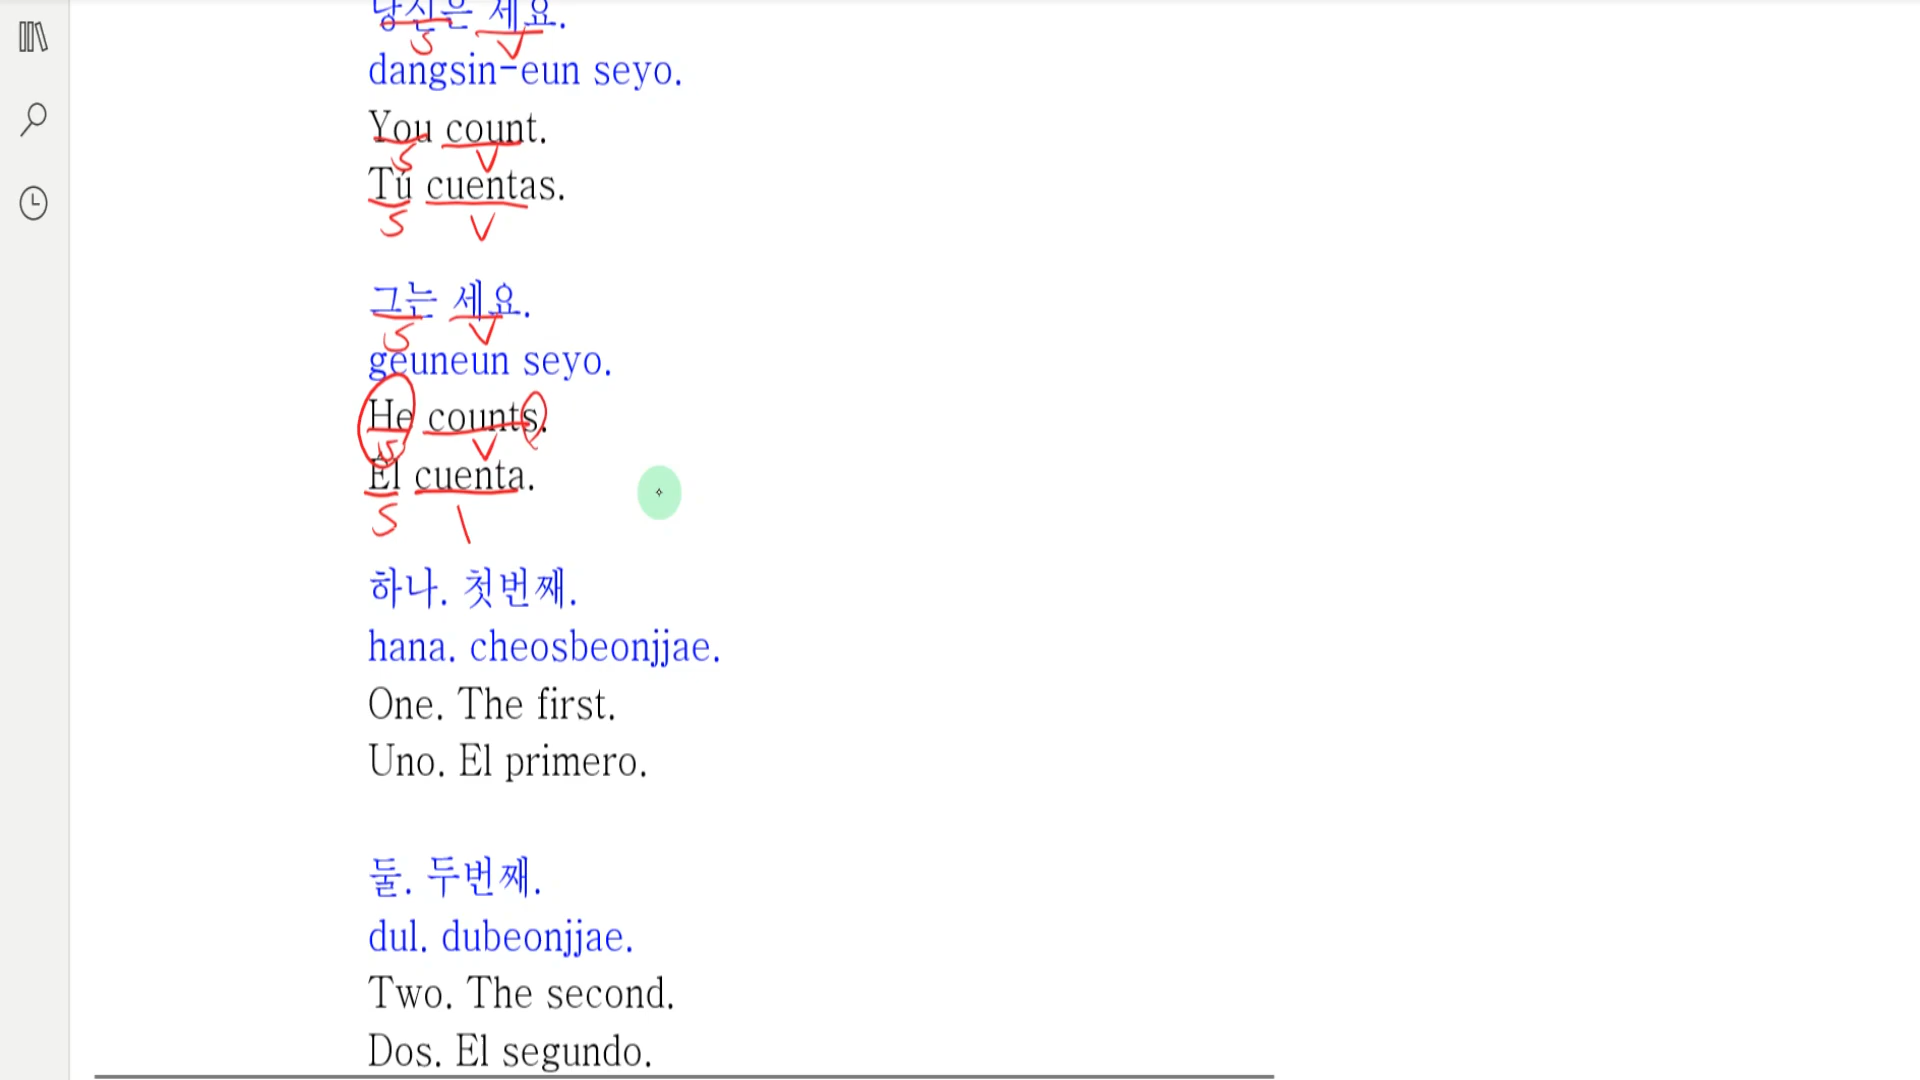 당신은 세요.
S V
dangsin-eun seyo.
You count.
S V
Tú cuentas.
S V
그는 세요.
S V
geuneun seyo.
He counts.
S V
Él cuenta.
S \
하나. 첫번째.
hana. cheosbeonjjae.
One. The first.
Uno. El primero.
둘. 두번째.
dul. dubeonjjae.
Two. The second.
Dos. El segundo.